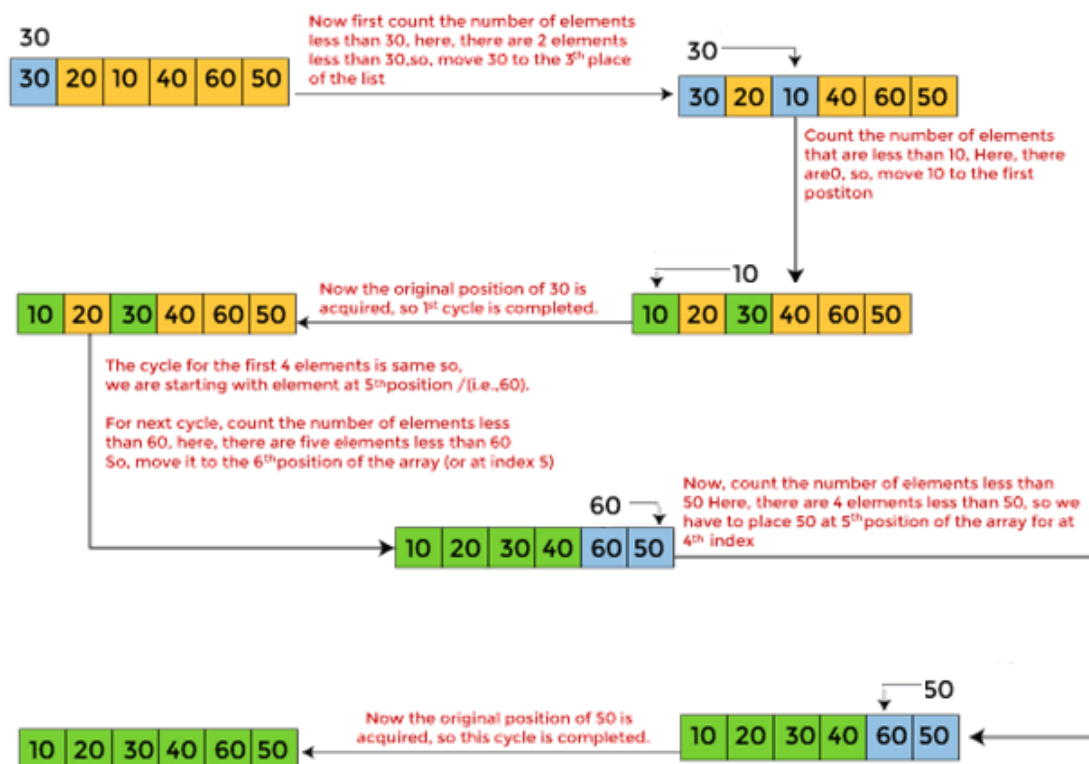 30
30 20 10 40 60 50
Now first count the number of elements
less than 30, here, there are 2 elements
less than 30,so, move 30 to the 3th place
of the list
30
30 20 10 40 60 50
Count the number of elements
that are less than 10, Here, there
are0, so, move 10 to the first
postiton
10
10 20 30 40 60 50
Now the original position of 30 is
acquired, so 1st cycle is completed.
10 20 30 40 60 50
The cycle for the first 4 elements is same so,
we are starting with element at 5th position /(i.e.,60).
For next cycle, count the number of elements less
than 60, here, there are five elements less than 60
So, move it to the 6th position of the array (or at index 5)
60
10 20 30 40 60 50
Now, count the number of elements less than
50 Here, there are 4 elements less than 50, so we
have to place 50 at 5th position of the array for at
4th index
50
10 20 30 40 60 50
Now the original position of 50 is
acquired, so this cycle is completed.
10 20 30 40 60 50